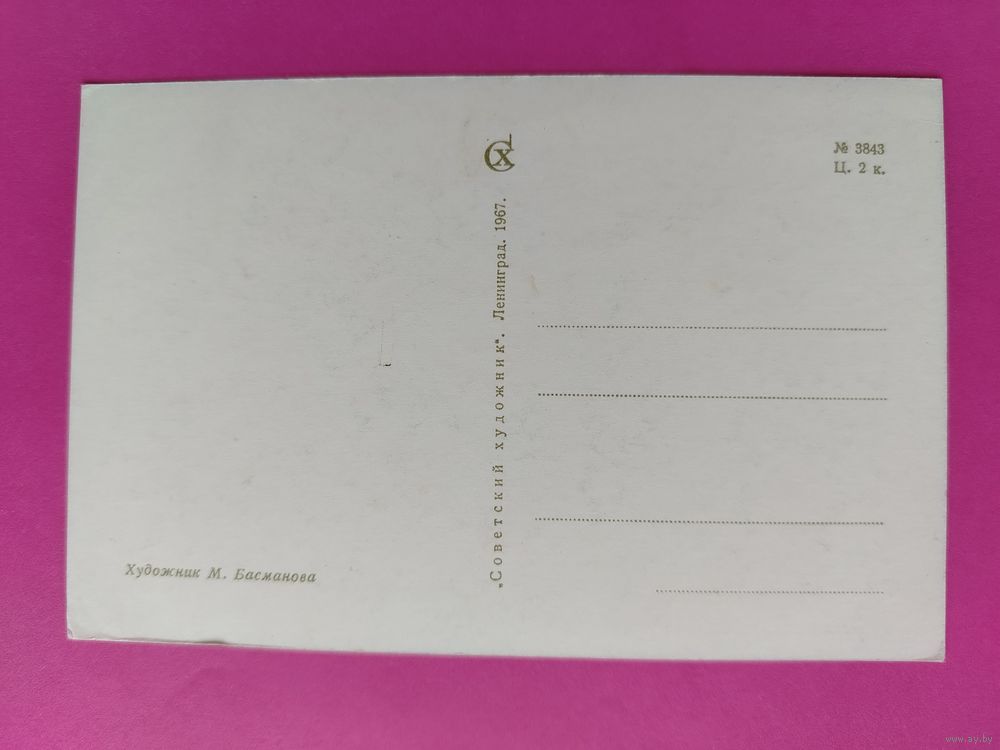 СХ
№ 3843
Ц. 2 к.
„Советский художник“. Ленинград. 1967.
Художник М. Басманова
www.ay.by